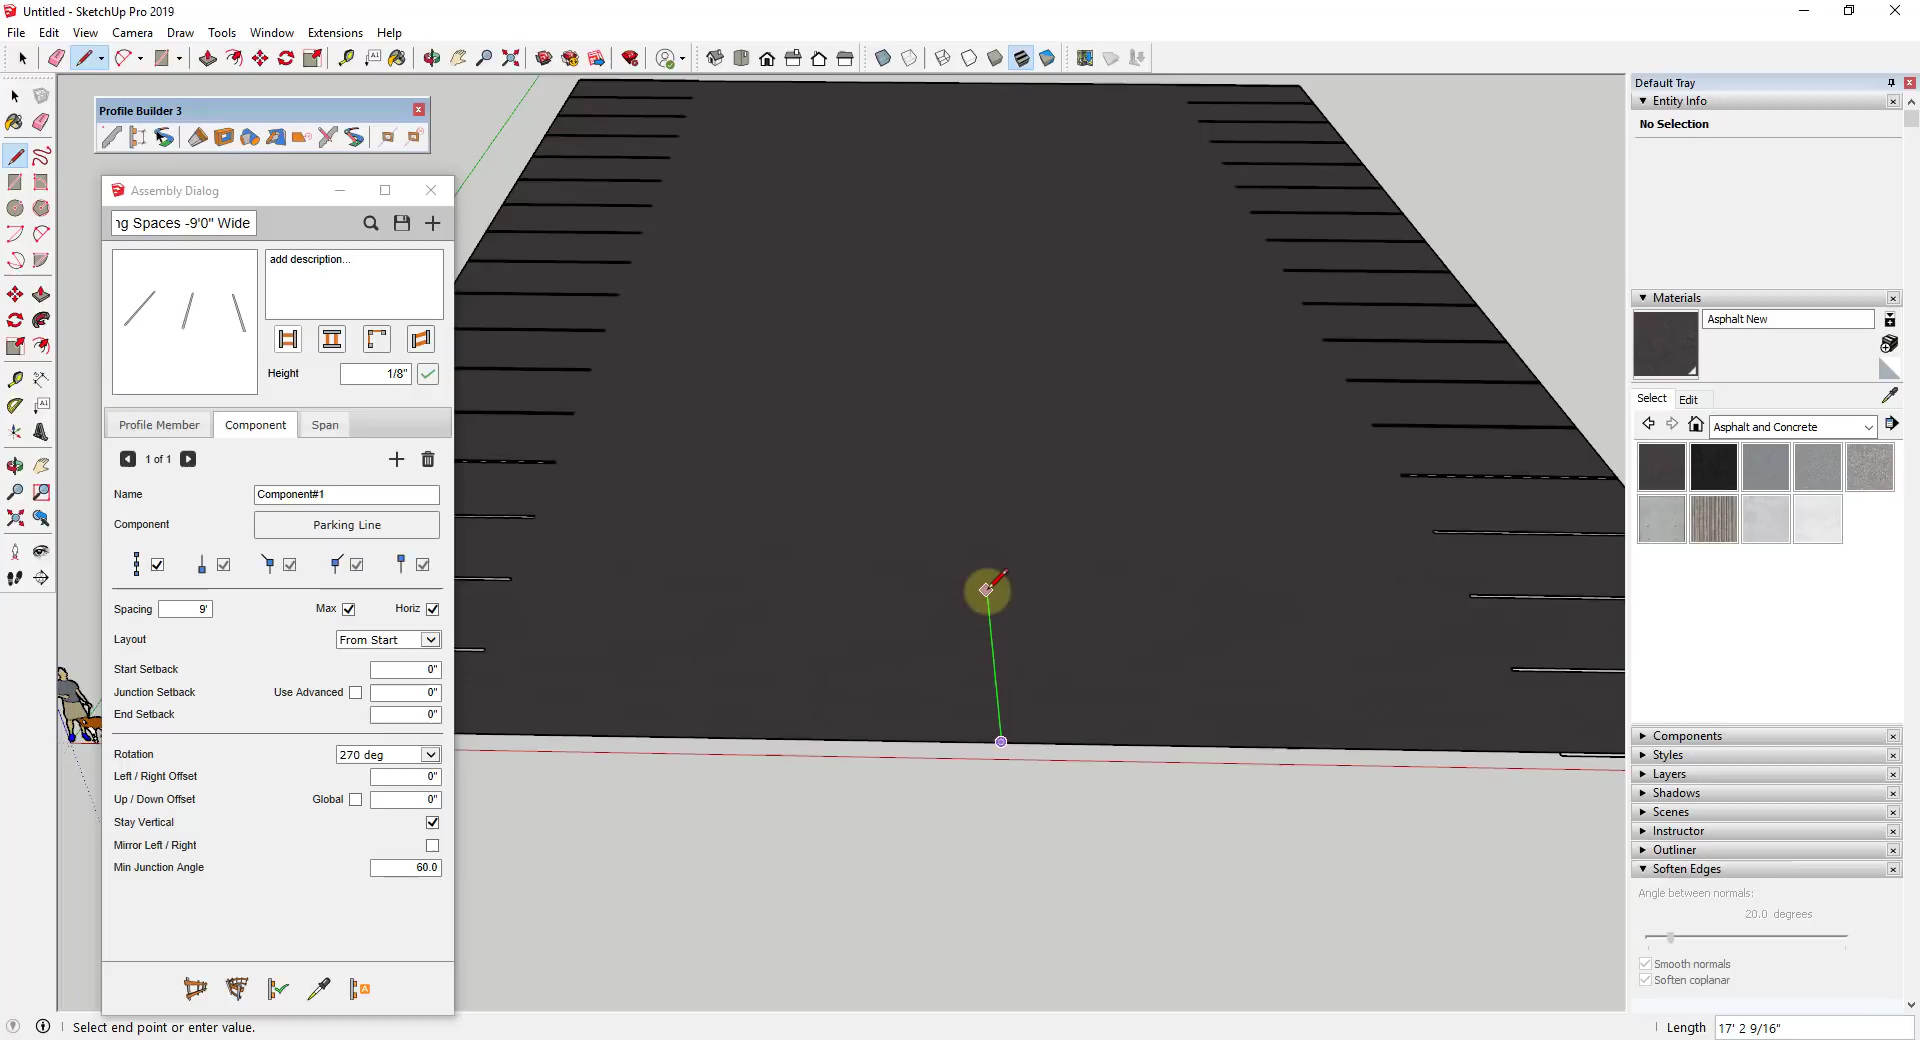 Untitled - SketchUp Pro 2019
File Edit View Camera Draw Tools Window Extensions Help
Profile Builder 3
Assembly Dialog
ng Spaces -9'0" Wide
add description...
Height 1/8"
Profile Member Component Span
1 of 1
Name Component#1
Component Parking Line
Spacing 9' Max Horiz
Layout From Start
Start Setback 0"
Junction Setback Use Advanced 0"
End Setback 0"
Rotation 270 deg
Left / Right Offset 0"
Up / Down Offset Global 0"
Stay Vertical
Mirror Left / Right
Min Junction Angle 60.0
Default Tray
Entity Info
No Selection
Materials
Asphalt New
Select Edit
Asphalt and Concrete
Components
Styles
Layers
Shadows
Scenes
Instructor
Outliner
Soften Edges
Angle between normals:
20.0 degrees
Smooth normals
Soften coplanar
Select end point or enter value.
Length 17' 2 9/16"